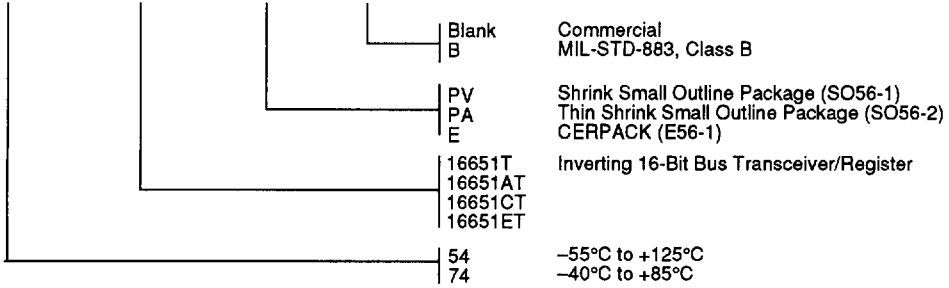 Blank Commercial
B MIL-STD-883, Class B
PV Shrink Small Outline Package (SO56-1)
PA Thin Shrink Small Outline Package (SO56-2)
E CERPACK (E56-1)
16651T Inverting 16-Bit Bus Transceiver/Register
16651AT
16651CT
16651ET
54 –55°C to +125°C
74 –40°C to +85°C